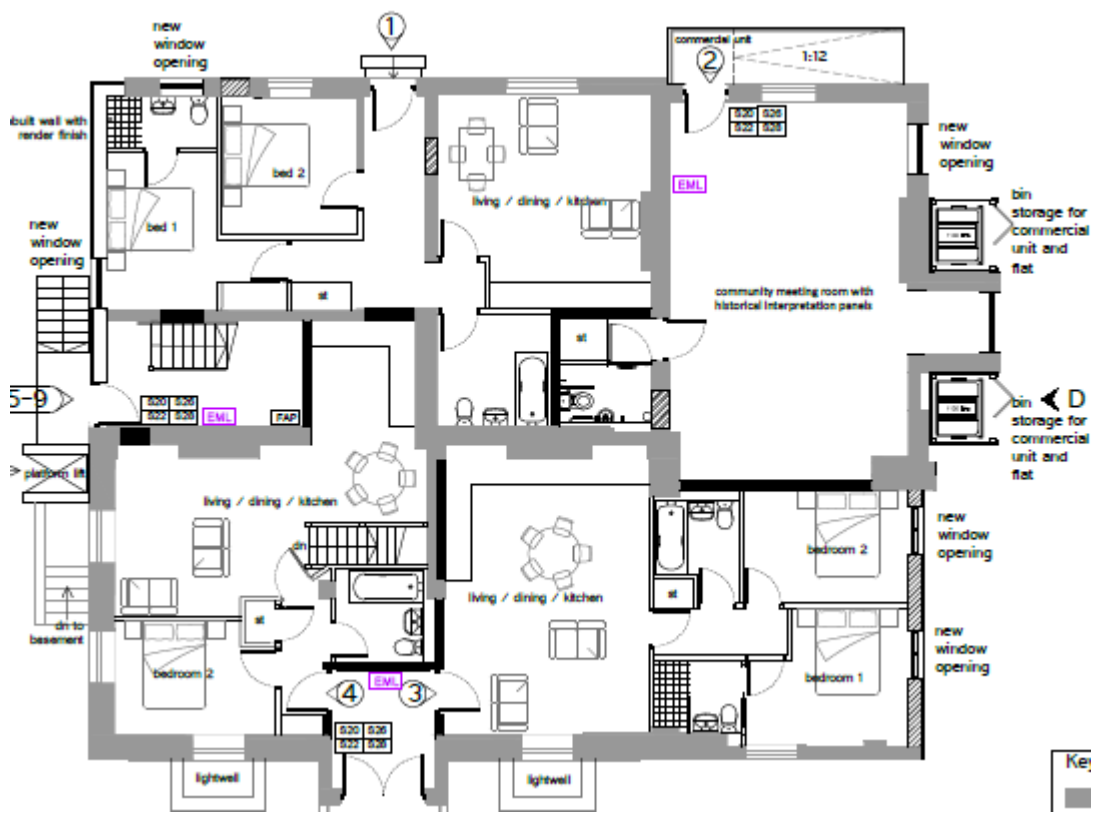 new
window
opening
1
commercial unit
2
1:12
built wall with
render finish
bed 2
S20 S26
S22 S28
new
window
opening
EML
living / dining / kitchen
bin
storage for
commercial
unit and
flat
bed 1
new
window
opening
st
community meeting room with
historical interpretation panels
st
5-9
S20 S26
S22 S28
EML
FAP
D
bin
storage for
commercial
unit and
flat
platform lift
living / dining / kitchen
new
window
opening
dn
bedroom 2
living / dining / kitchen
st
st
dn to
basement
new
window
opening
bedroom 2
bedroom 1
EML
4
3
S20 S26
S22 S28
lightwell
lightwell
Key